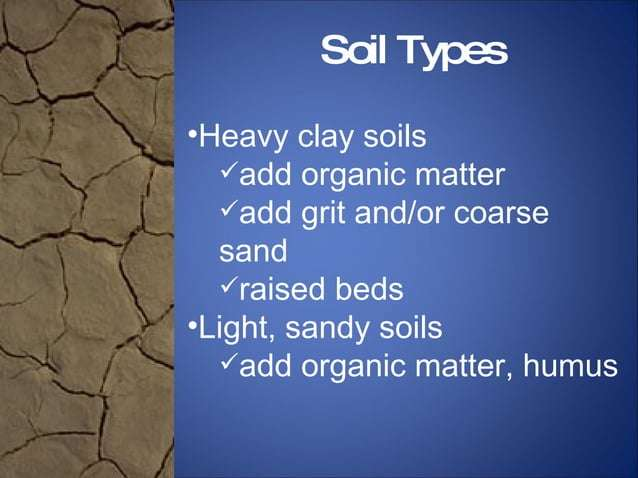 Soil Types
•Heavy clay soils
✓add organic matter
✓add grit and/or coarse
sand
✓raised beds
•Light, sandy soils
✓add organic matter, humus